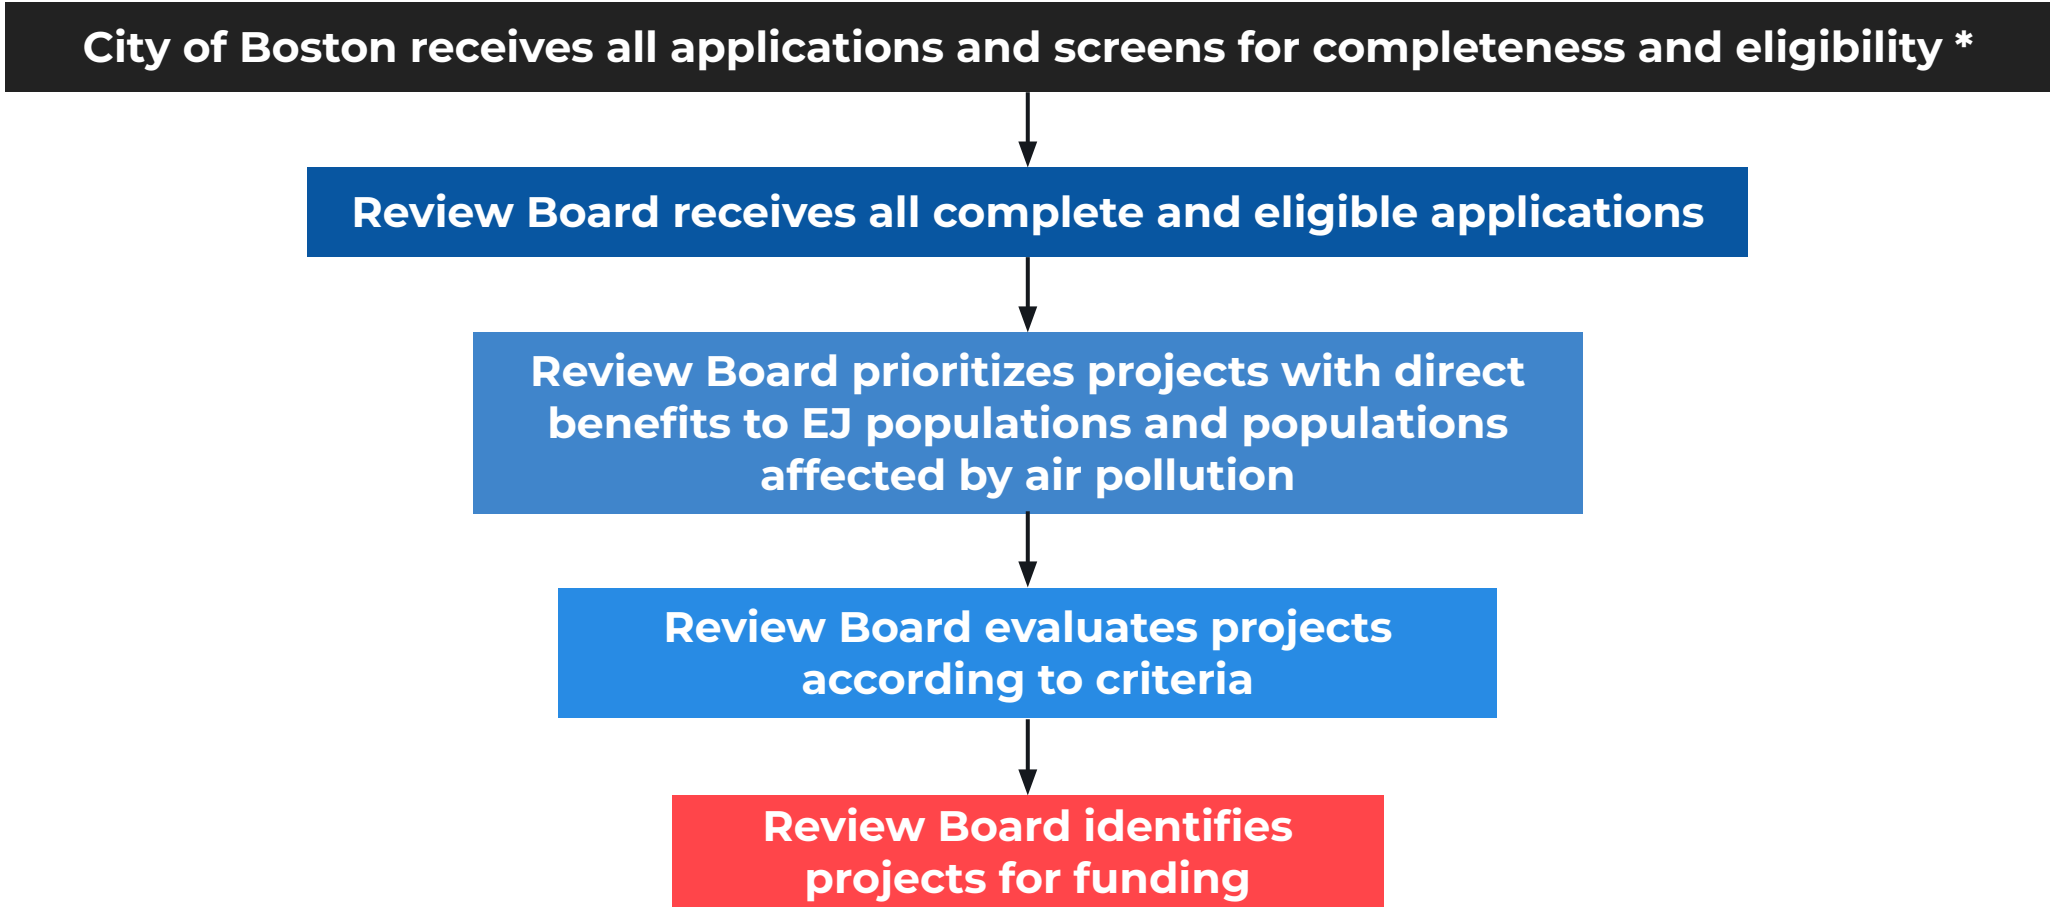 City of Boston receives all applications and screens for completeness and eligibility *
Review Board receives all complete and eligible applications
Review Board prioritizes projects with direct
benefits to EJ populations and populations
affected by air pollution
Review Board evaluates projects
according to criteria
Review Board identifies
projects for funding